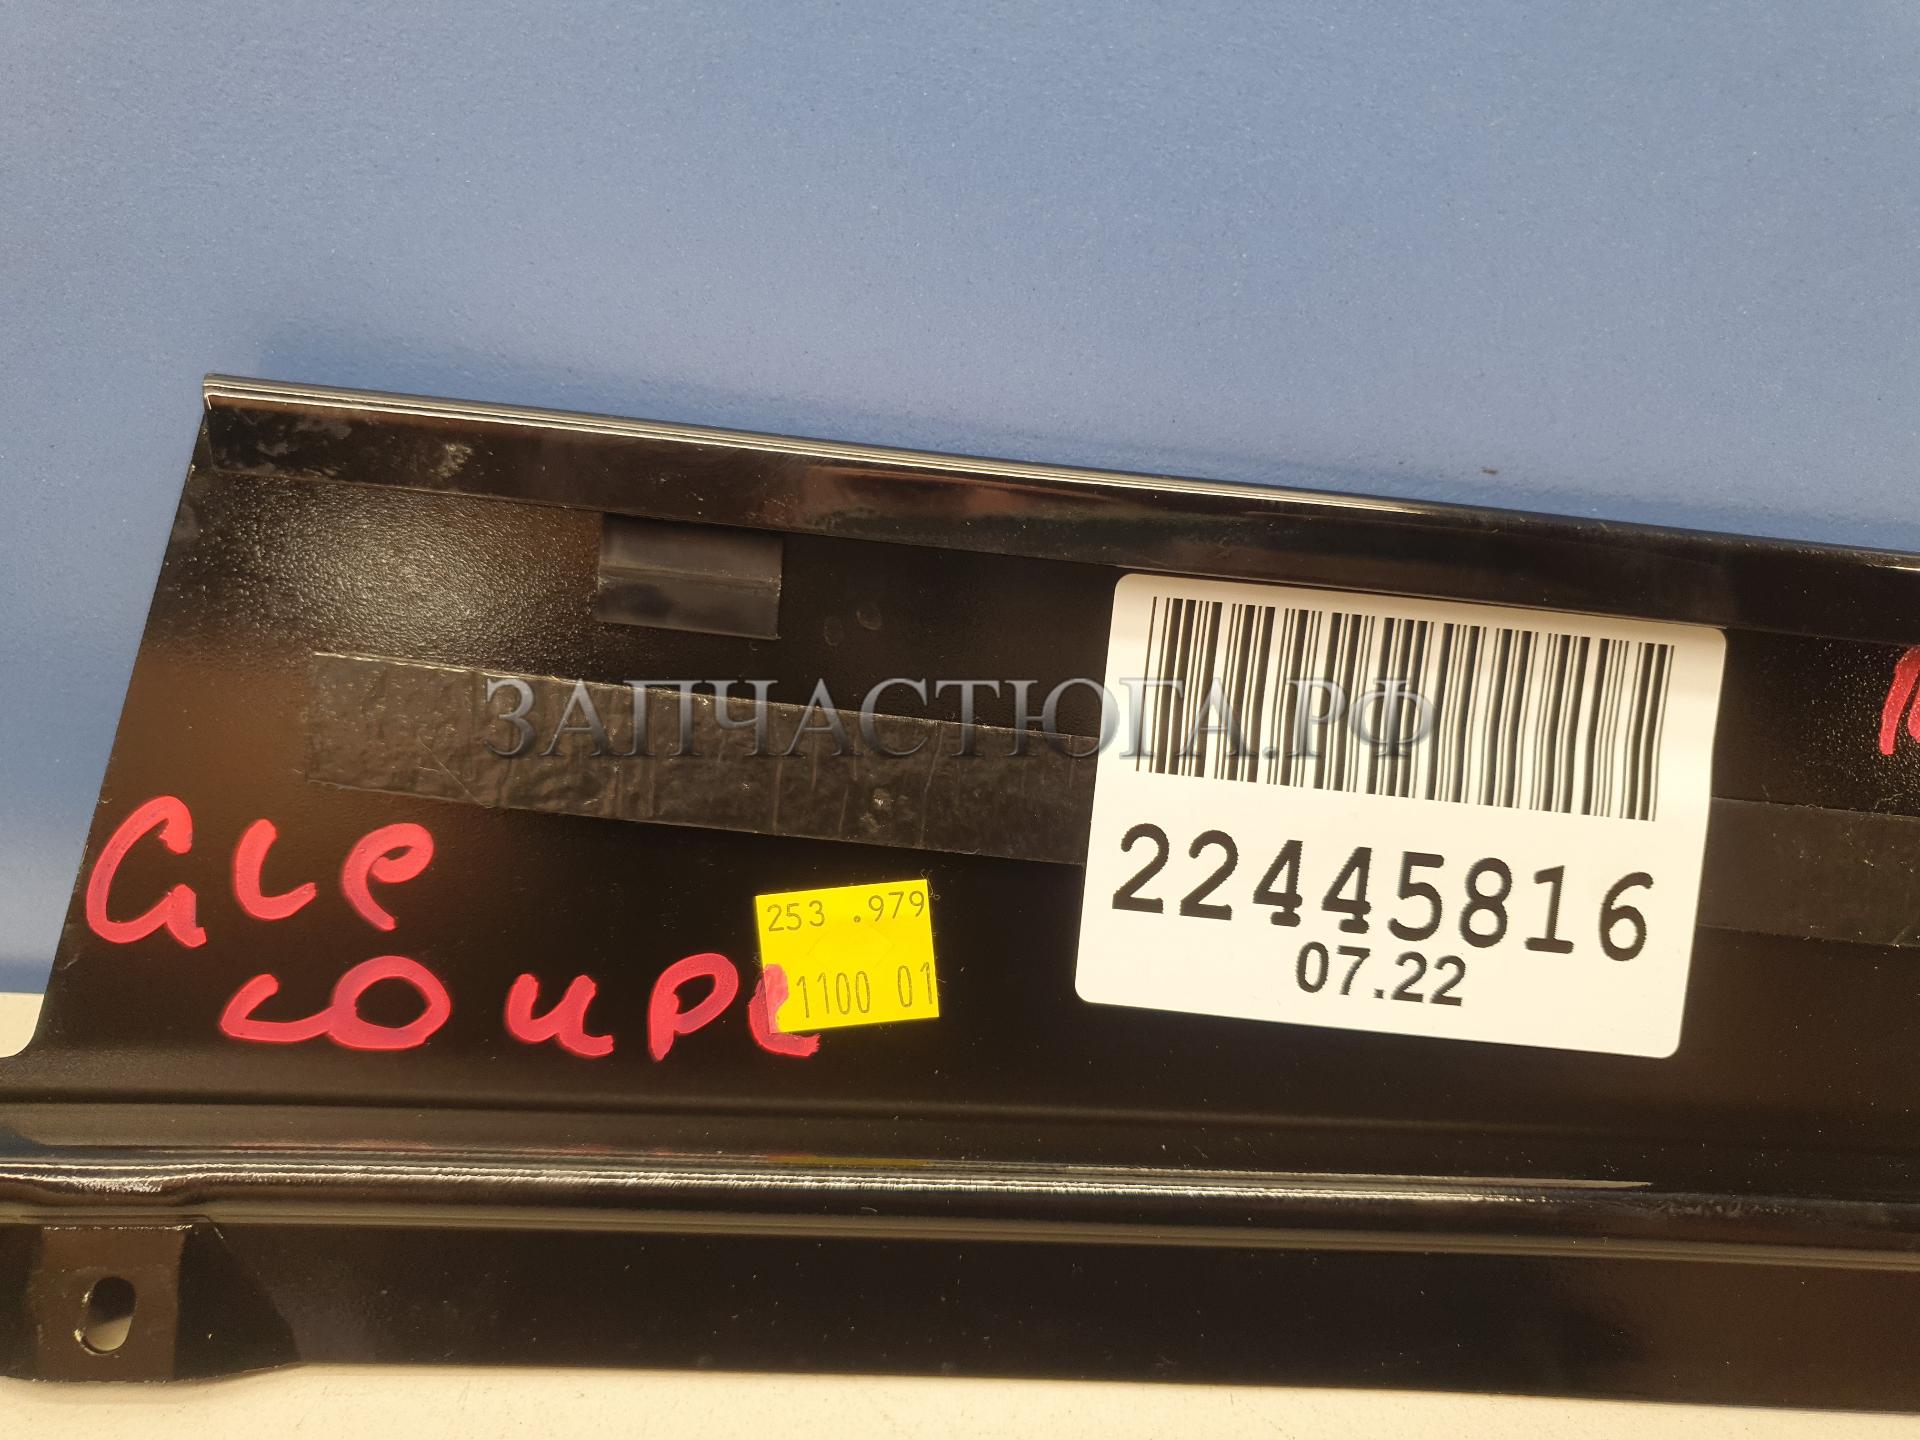 ЗАПЧАСТЮГА.РФ
22445816
07.22
GLE
COUPE
253 .979
1100 01